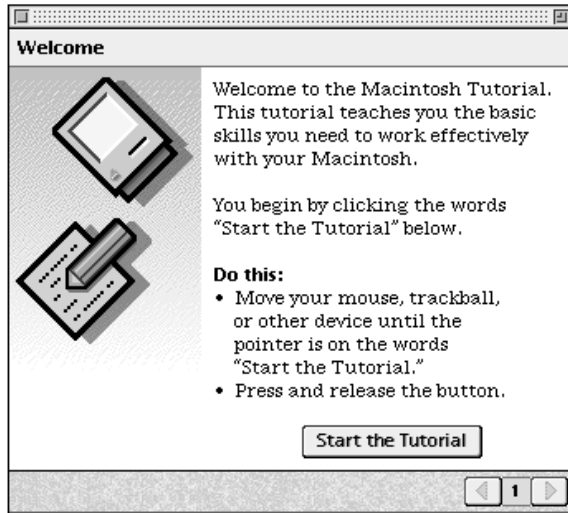 Welcome
Welcome to the Macintosh Tutorial.
This tutorial teaches you the basic
skills you need to work effectively
with your Macintosh.
You begin by clicking the words
“Start the Tutorial” below.
Do this:
• Move your mouse, trackball,
or other device until the
pointer is on the words
“Start the Tutorial.”
• Press and release the button.
Start the Tutorial
1